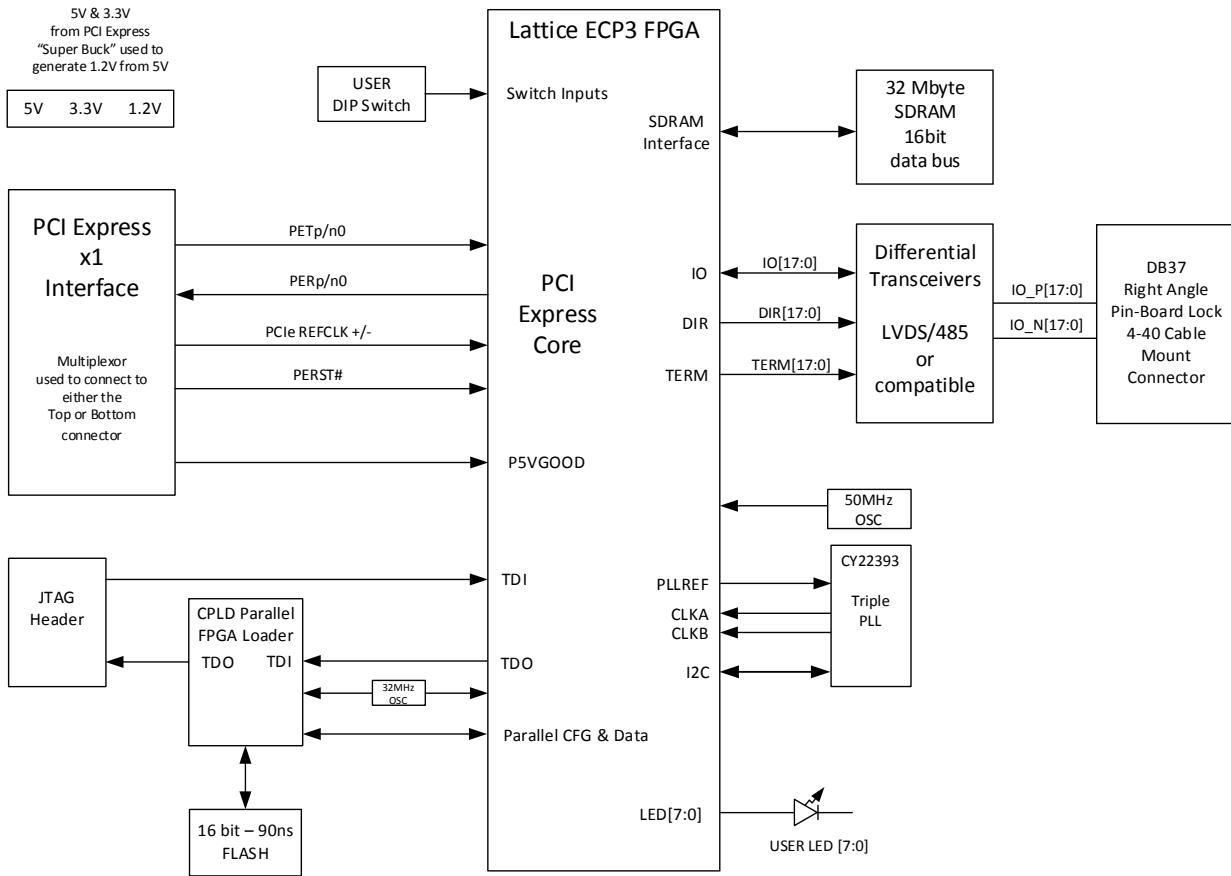 5V & 3.3V
from PCI Express
“Super Buck” used to
generate 1.2V from 5V
5V 3.3V 1.2V
USER
DIP Switch
Lattice ECP3 FPGA
Switch Inputs
SDRAM
Interface
32 Mbyte
SDRAM
16bit
data bus
PCI Express
x1
Interface
Multiplexor
used to connect to
either the
Top or Bottom
connector
PETp/n0
PERp/n0
PCIe REFCLK +/-
PERST#
P5VGOOD
PCI
Express
Core
IO
DIR
TERM
IO[17:0]
DIR[17:0]
TERM[17:0]
Differential
Transceivers
LVDS/485
or
compatible
IO_P[17:0]
IO_N[17:0]
DB37
Right Angle
Pin-Board Lock
4-40 Cable
Mount
Connector
50MHz
OSC
CY22393
Triple
PLL
PLLREF
CLKA
CLKB
I2C
JTAG
Header
TDI
CPLD Parallel
FPGA Loader
TDO TDI
TDO
32MHz
OSC
Parallel CFG & Data
16 bit – 90ns
FLASH
LED[7:0]
USER LED [7:0]